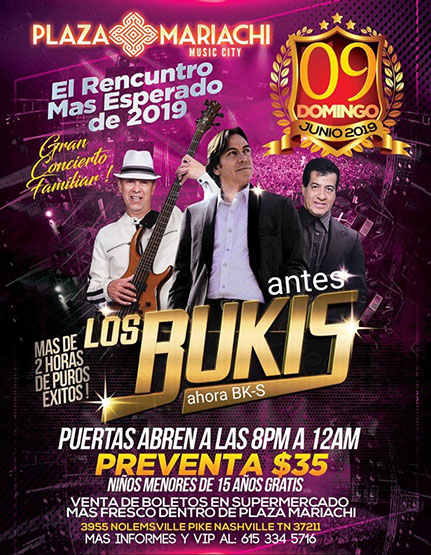 PLAZA MARIACHI
MUSIC CITY
El Rencuntro
Mas Esperado
de 2019
Gran
Concierto
Familiar!
09
DOMINGO
JUNIO 2019
antes
LOS BUKIS
ahora BK-S
MAS DE
2 HORAS
DE PUROS
EXITOS!
PUERTAS ABREN A LAS 8PM A 12AM
PREVENTA $35
NIÑOS MENORES DE 15 AÑOS GRATIS
VENTA DE BOLETOS EN SUPERMERCADO
MAS FRESCO DENTRO DE PLAZA MARIACHI
3955 NOLEMSVILLE PIKE NASHVILLE TN 37211
MAS INFORMES Y VIP AL: 615 334 5716